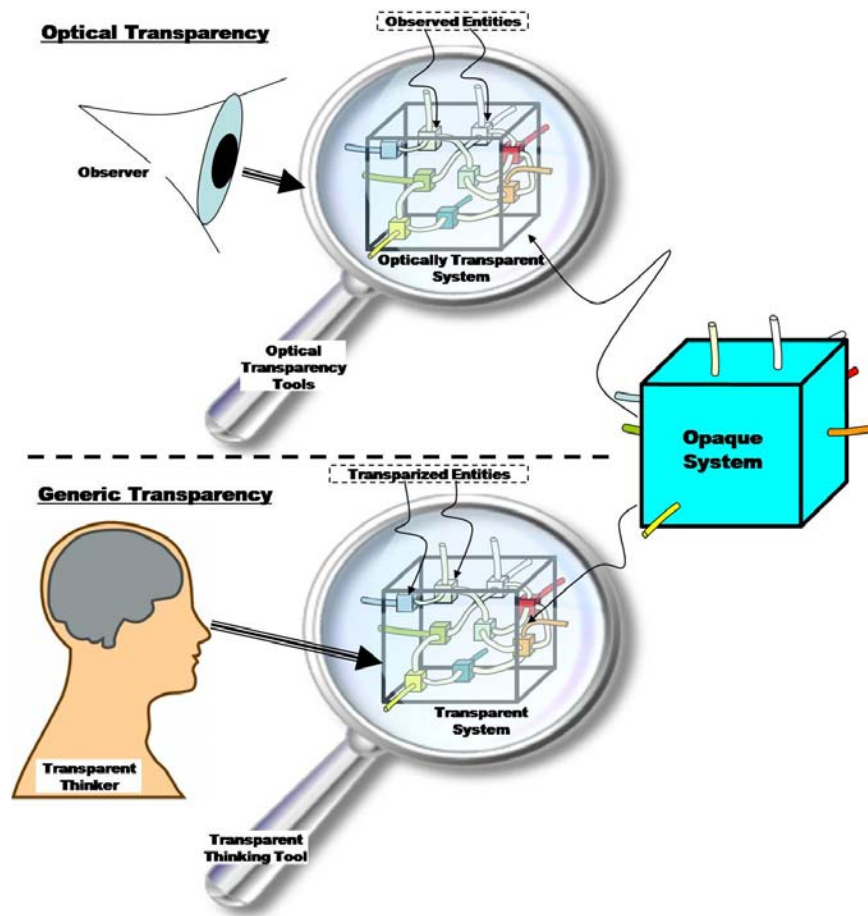 Optical Transparency
Observed Entities
Observer
Optically Transparent
System
Optical
Transparency
Tools
Opaque
System
Generic Transparency
Transparized Entities
Transparent
System
Transparent
Thinker
Transparent
Thinking Tool